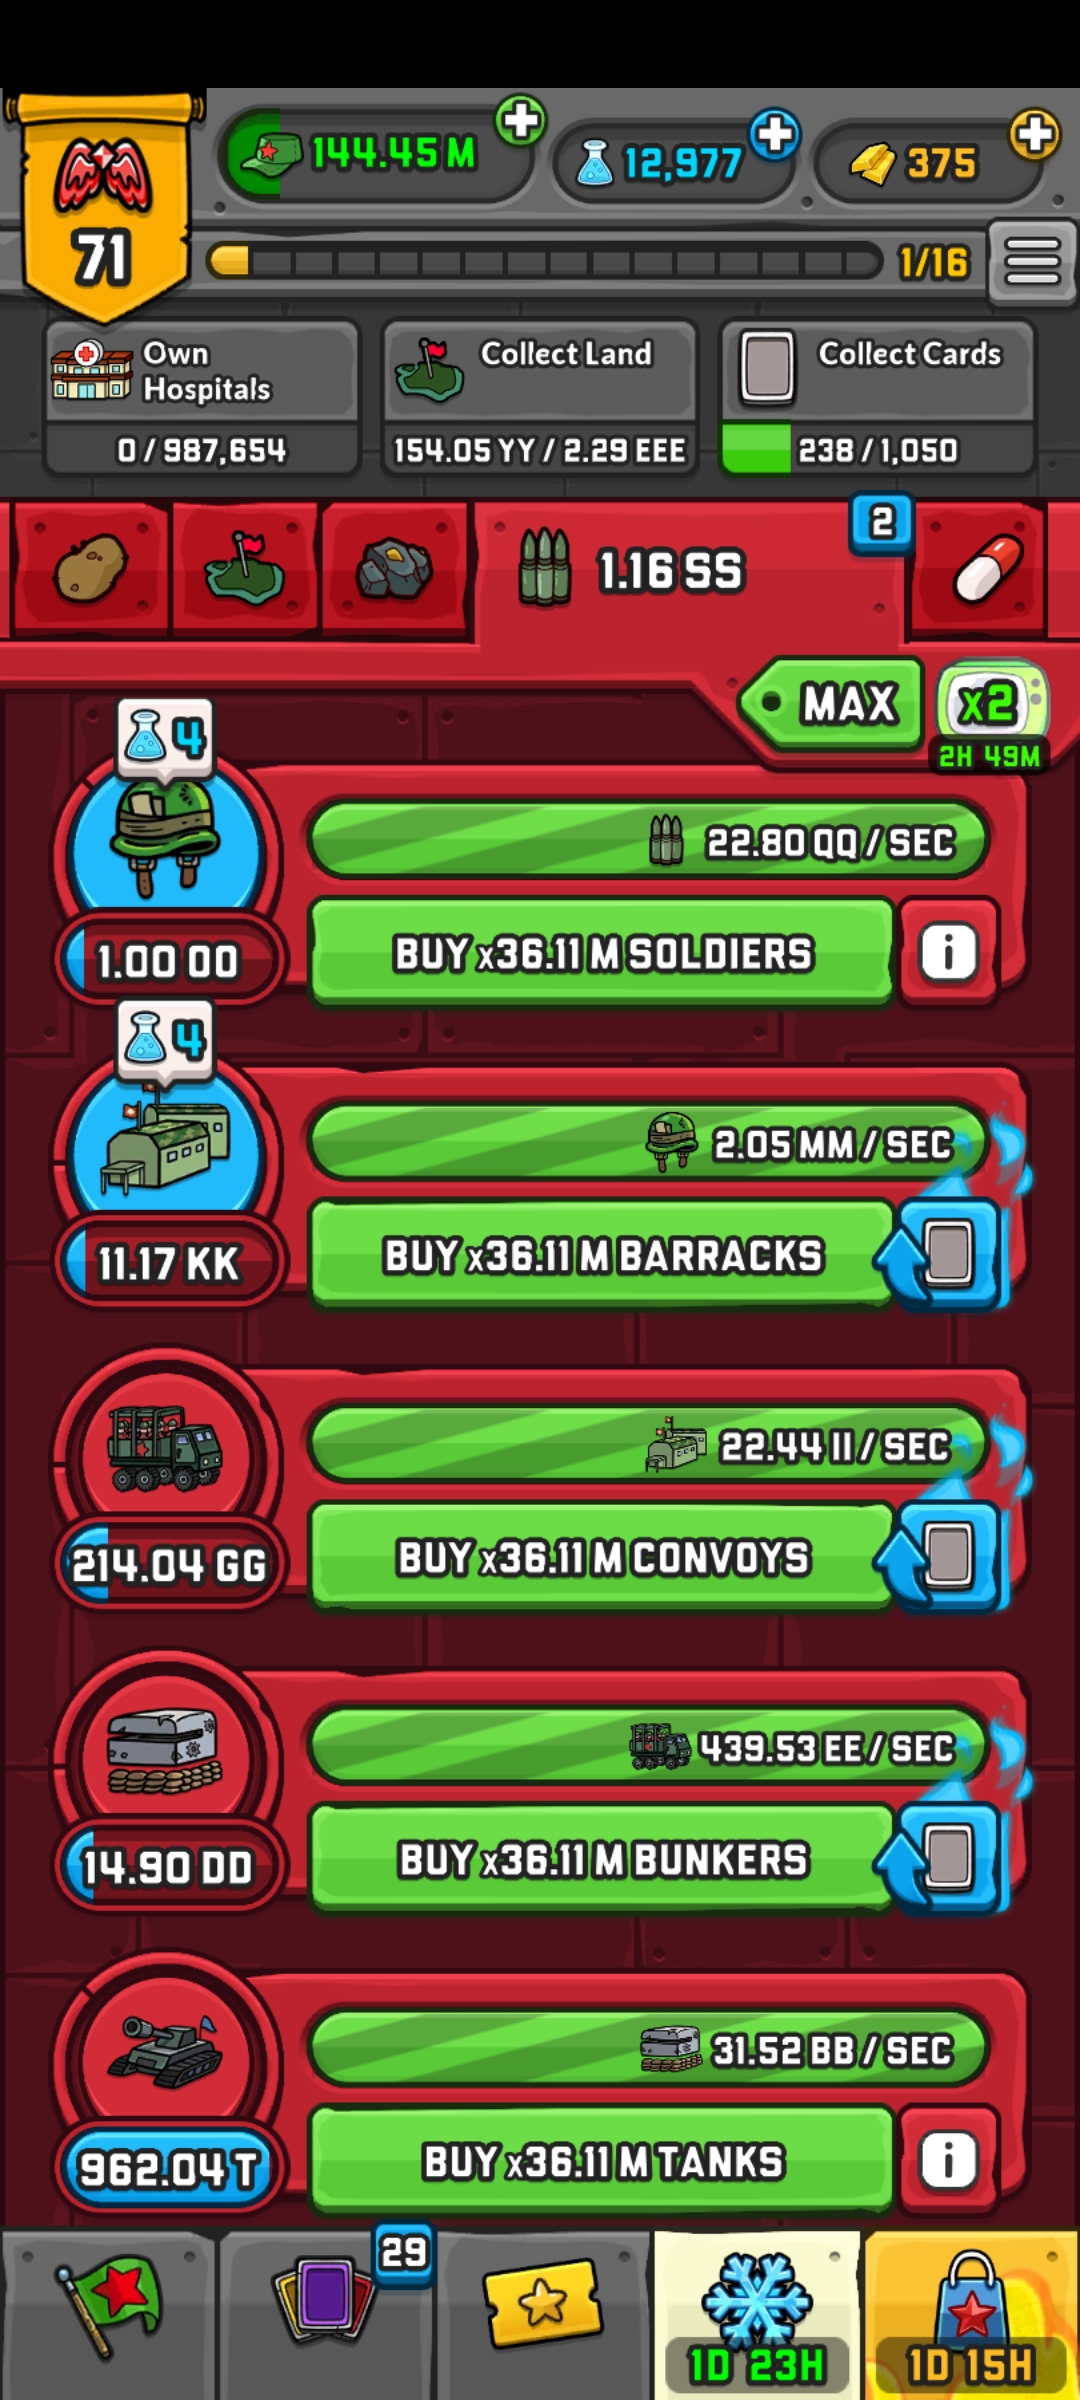 144.45 M
12,977
375
71
1/16
Own
Hospitals
0 / 987,654
Collect Land
154.05 YY / 2.29 EEE
Collect Cards
238 / 1,050
1.16 SS
2
MAX
x2
2H 49M
4
22.80 QQ / SEC
1.00 OO
BUY x36.11 M SOLDIERS
i
4
2.05 MM / SEC
11.17 KK
BUY x36.11 M BARRACKS
22.44 II / SEC
214.04 GG
BUY x36.11 M CONVOYS
439.53 EE / SEC
14.90 DD
BUY x36.11 M BUNKERS
31.52 BB / SEC
962.04 T
BUY x36.11 M TANKS
i
29
1D 23H
1D 15H